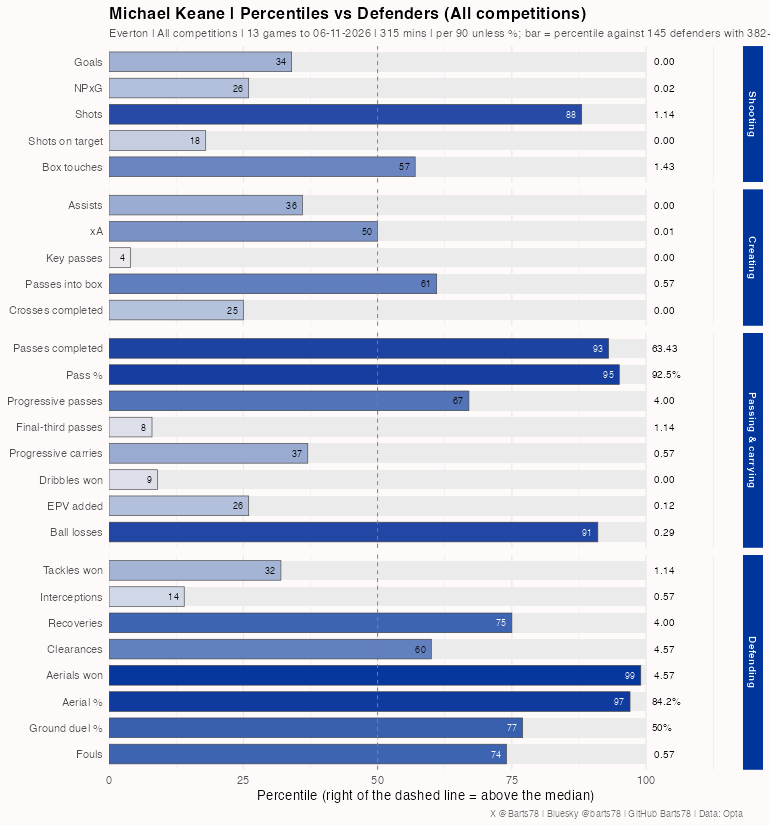 Michael Keane | Percentiles vs Defenders (All competitions)
Everton | All competitions | 13 games to 06-11-2026 | 315 mins | per 90 unless %; bar = percentile against 145 defenders with 382-
Goals 34 0.00
NPxG 26 0.02
Shots 88 1.14
Shots on target 18 0.00
Box touches 57 1.43
Shooting
Assists 36 0.00
xA 50 0.01
Key passes 4 0.00
Passes into box 61 0.57
Crosses completed 25 0.00
Creating
Passes completed 93 63.43
Pass % 95 92.5%
Progressive passes 67 4.00
Final-third passes 8 1.14
Progressive carries 37 0.57
Dribbles won 9 0.00
EPV added 26 0.12
Ball losses 91 0.29
Passing & carrying
Tackles won 32 1.14
Interceptions 14 0.57
Recoveries 75 4.00
Clearances 60 4.57
Aerials won 99 4.57
Aerial % 97 84.2%
Ground duel % 77 50%
Fouls 74 0.57
Defending
0 25 50 75 100
Percentile (right of the dashed line = above the median)
X @Barts78 | Bluesky @barts78 | GitHub Barts78 | Data: Opta